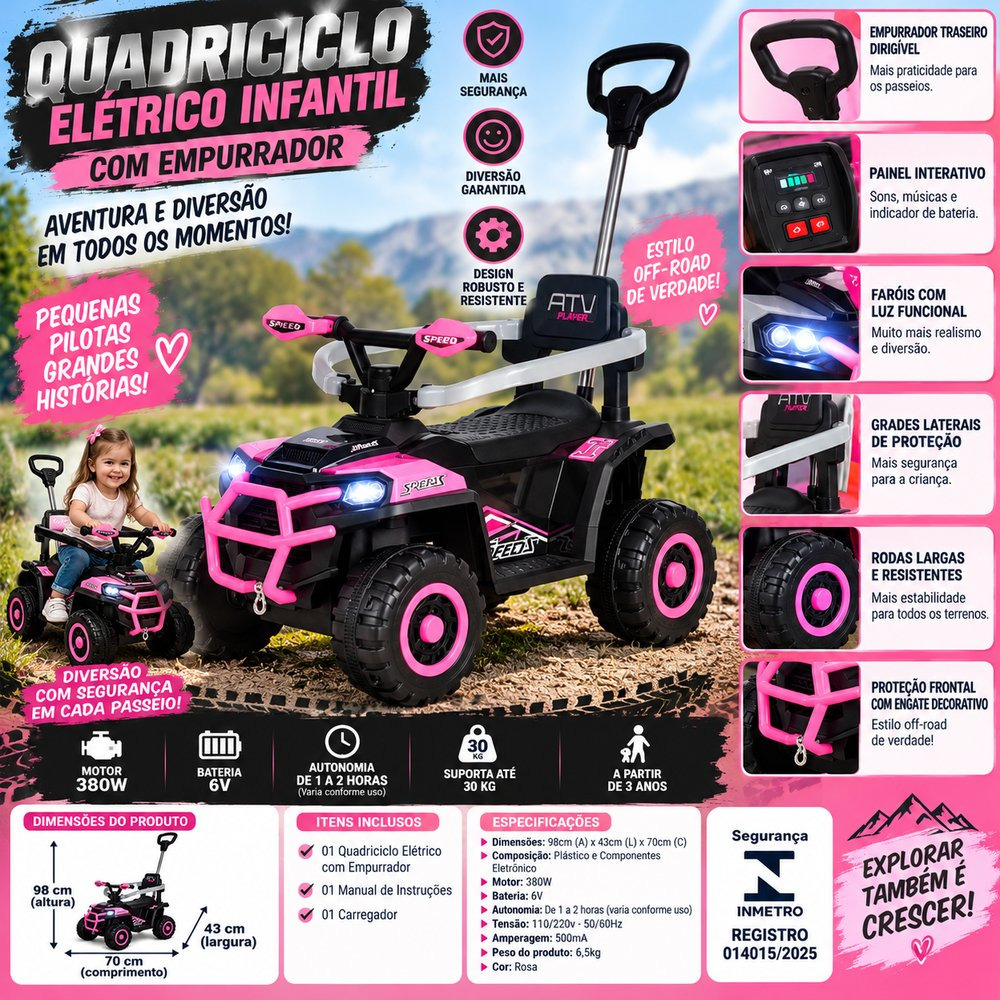 QUADRICICLO
ELÉTRICO INFANTIL
COM EMPURRADOR
AVENTURA E DIVERSÃO
EM TODOS OS MOMENTOS!
PEQUENAS
PILOTAS
GRANDES
HISTÓRIAS!
MAIS
SEGURANÇA
DIVERSÃO
GARANTIDA
DESIGN
ROBUSTO E
RESISTENTE
ESTILO
OFF-ROAD
DE VERDADE!
ATV
PLAYER
SPEED
SPEED
EMPURRADOR TRASEIRO
DIRIGÍVEL
Mais praticidade para
os passeios.
PAINEL INTERATIVO
Sons, músicas e
indicador de bateria.
FARÓIS COM
LUZ FUNCIONAL
Muito mais realismo
e diversão.
ATV
PLAYER
GRADES LATERAIS
DE PROTEÇÃO
Mais segurança
para a criança.
RODAS LARGAS
E RESISTENTES
Mais estabilidade
para todos os terrenos.
PROTEÇÃO FRONTAL
COM ENGATE DECORATIVO
Estilo off-road
de verdade!
DIVERSÃO
COM SEGURANÇA
EM CADA PASSÉIO!
MOTOR
380W
BATERIA
6V
AUTONOMIA
DE 1 A 2 HORAS
(Varia conforme uso)
30
KG
SUPORTA ATÉ
30 KG
A PARTIR
DE 3 ANOS
DIMENSÕES DO PRODUTO
98 cm
(altura)
43 cm
(largura)
70 cm
(comprimento)
ITENS INCLUSOS
01 Quadriciclo Elétrico
com Empurrador
01 Manual de Instruções
01 Carregador
ESPECIFICAÇÕES
Dimensões: 98cm (A) x 43cm (L) x 70cm (C)
Composição: Plástico e Componentes
Eletrônico
Motor: 380W
Bateria: 6V
Autonomia: De 1 a 2 horas (varia conforme uso)
Tensão: 110/220v - 50/60Hz
Amperagem: 500mA
Peso do produto: 6,5kg
Cor: Rosa
Segurança
INMETRO
REGISTRO
014015/2025
EXPLORAR
TAMBÉM É
CRESCER!